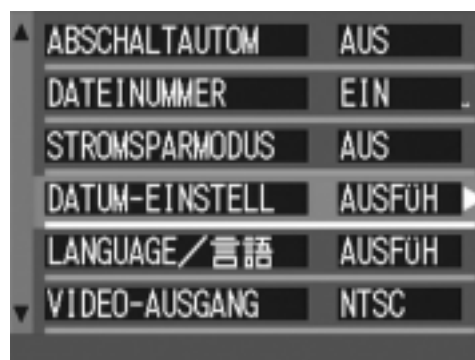 ABSCHALTAUTOM AUS
DATEINUMMER EIN
STROMSPARMODUS AUS
DATUM-EINSTELL AUSFÜH
LANGUAGE／言語 AUSFÜH
VIDEO-AUSGANG NTSC